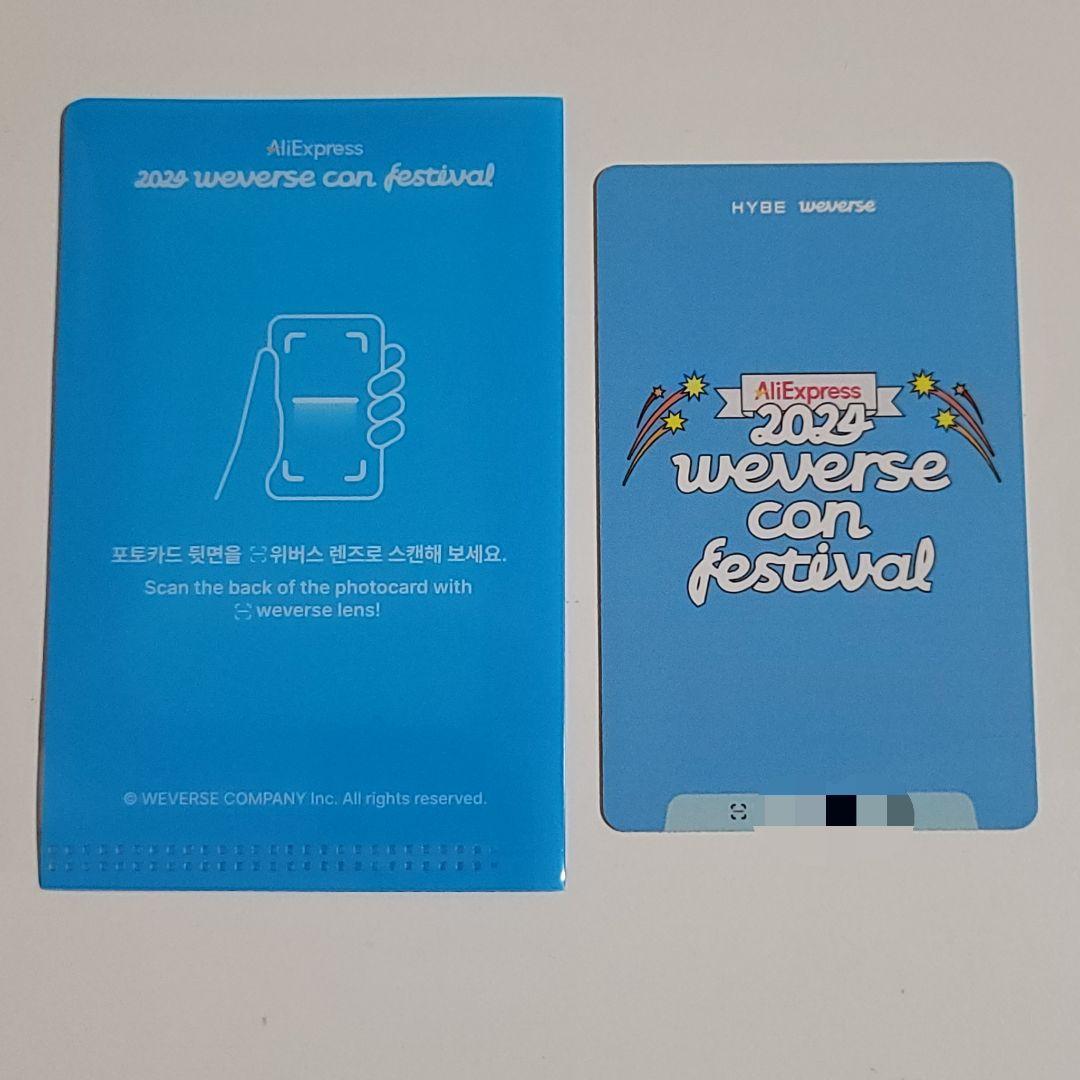 AliExpress
2024 weverse con festival
포토카드 뒷면을 위버스 렌즈로 스캔해 보세요.
Scan the back of the photocard with
weverse lens!
© WEVERSE COMPANY Inc. All rights reserved.
HYBE weverse
AliExpress
2024
weverse
con
festival